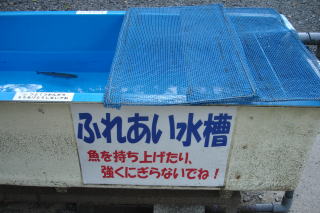 ふれあい水槽
魚を持ち上げたり、
強くにぎらないでね！